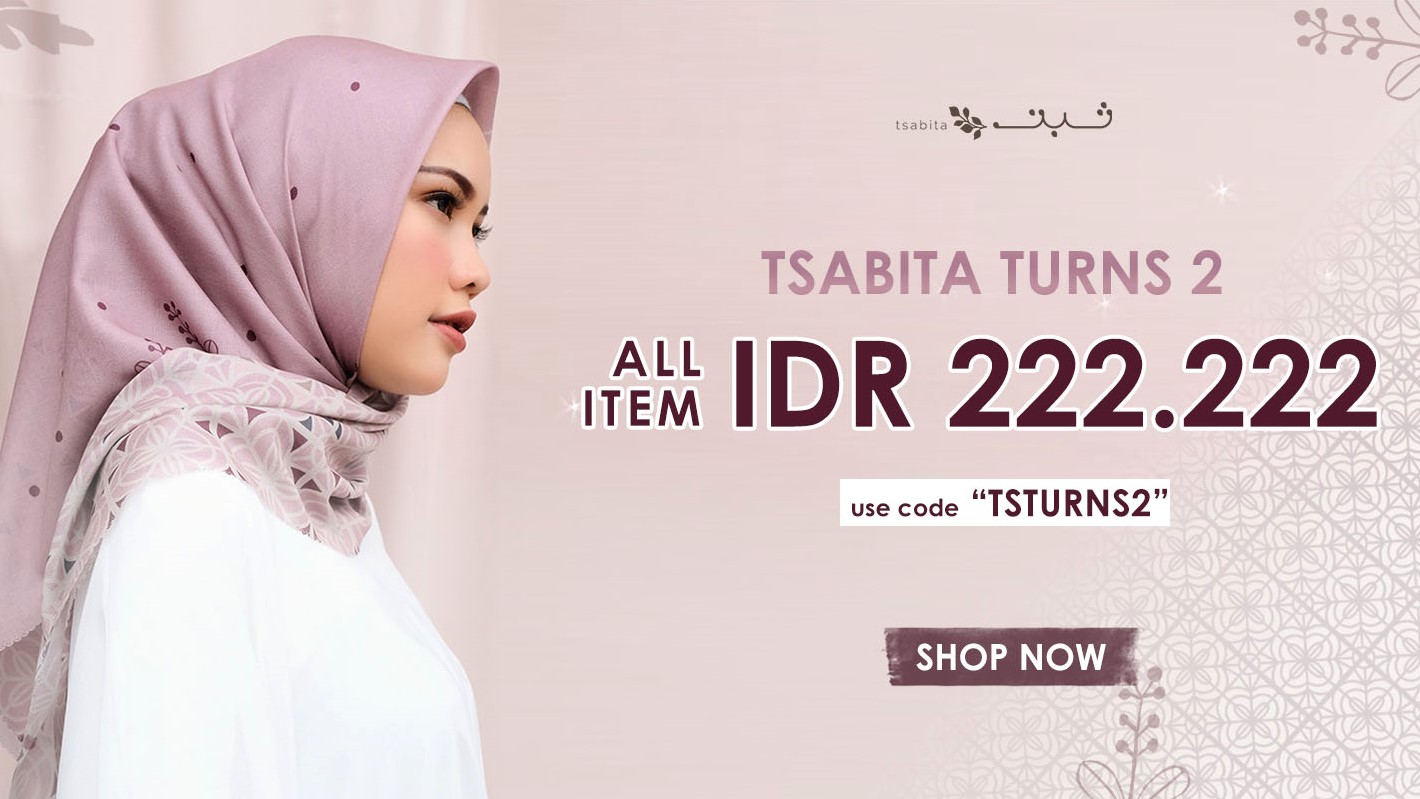 tsabita ثبت
TSABITA TURNS 2
ALL ITEM IDR 222.222
use code “TSTURNS2”
SHOP NOW